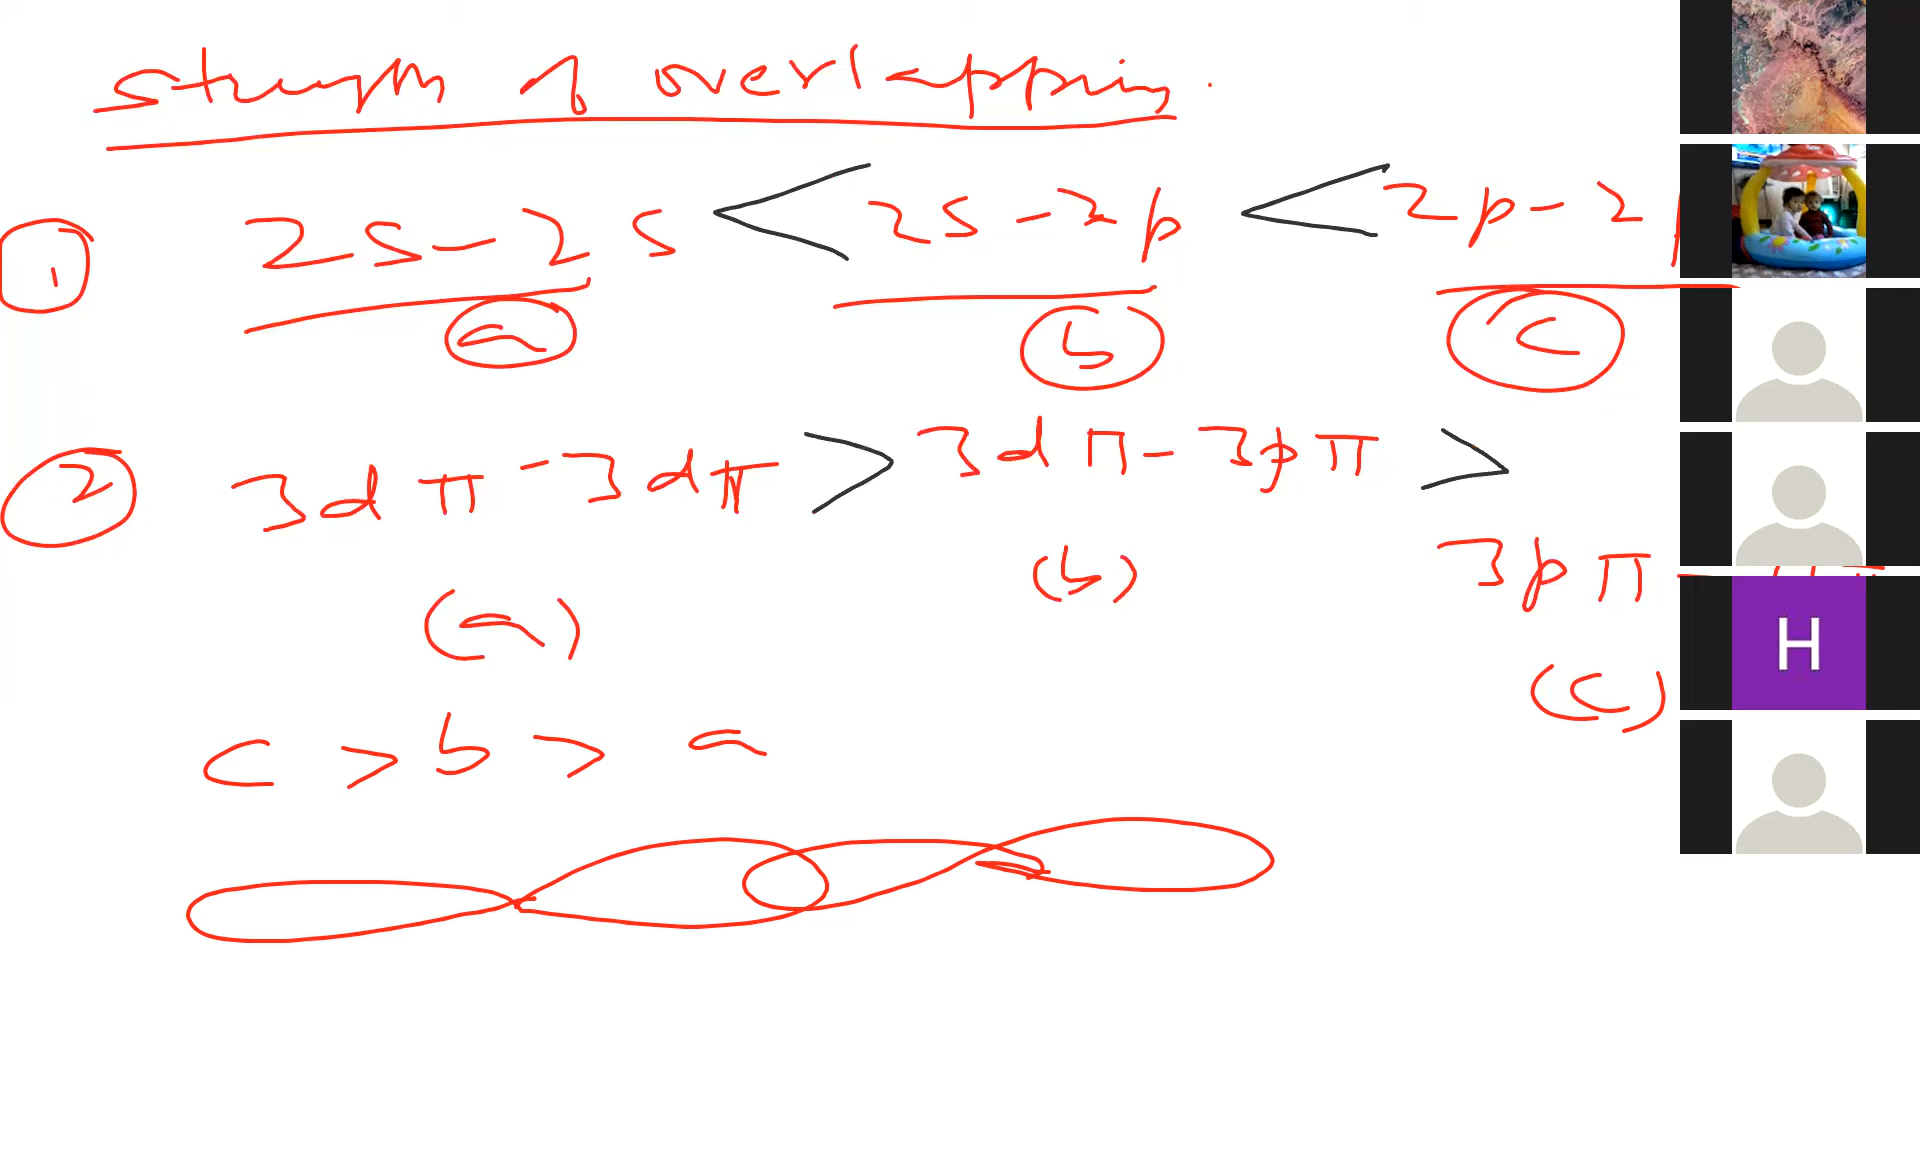 strength of overlapping.
1 2s-2s < 2s-2p < 2p-2
a b c
2 3dπ-3dπ > 3dπ-3pπ >
3pπ
(a) (b) (c)
c > b > a
H